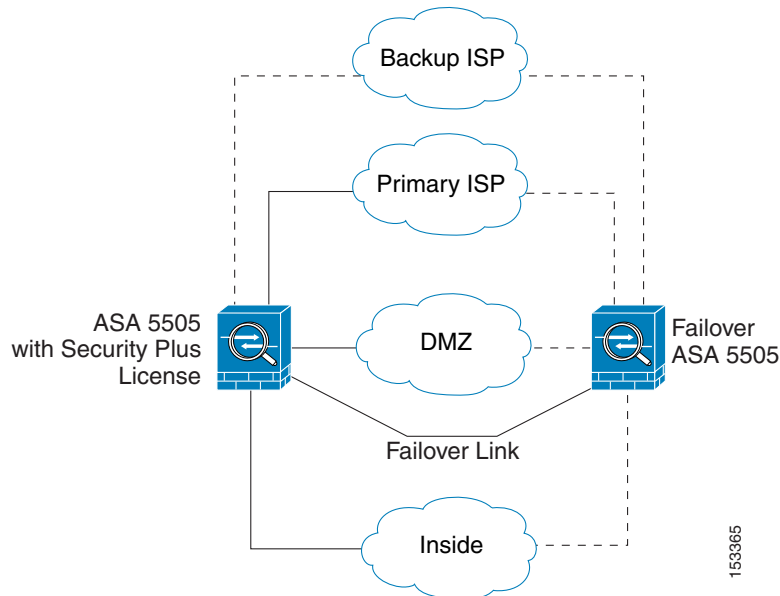 Backup ISP
Primary ISP
ASA 5505
with Security Plus
License
DMZ
Failover
ASA 5505
Failover Link
Inside
153365